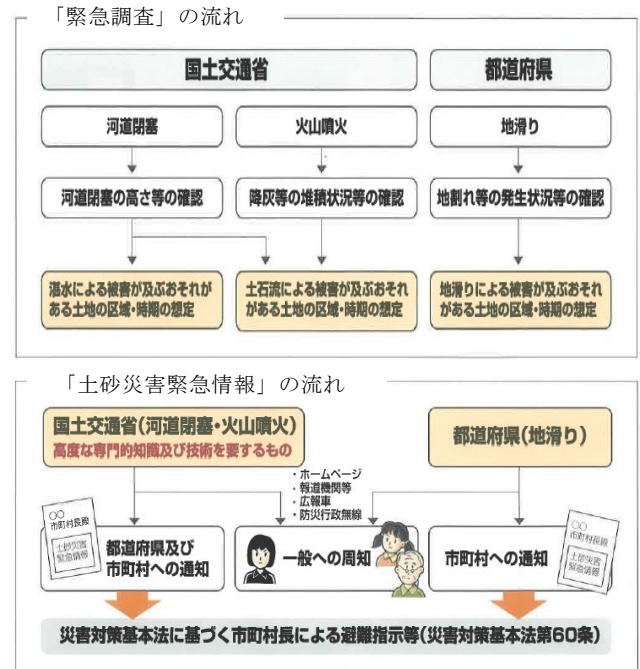 「緊急調査」の流れ
国土交通省
都道府県
河道閉塞
火山噴火
地滑り
河道閉塞の高さ等の確認
降灰等の堆積状況等の確認
地割れ等の発生状況等の確認
湛水による被害が及ぶおそれが
ある土地の区域・時期の想定
土石流による被害が及ぶおそれ
がある土地の区域・時期の想定
地滑りによる被害が及ぶおそれ
がある土地の区域・時期の想定
「土砂災害緊急情報」の流れ
国土交通省(河道閉塞・火山噴火)
高度な専門的知識及び技術を要するもの
都道府県(地滑り)
・ホームページ
・報道機関等
・広報車
・防災行政無線
○○
市町村長殿
土砂災害
緊急情報
都道府県及び
市町村への通知
一般への周知
市町村への通知
○○
市町村長殿
土砂災害
緊急情報
災害対策基本法に基づく市町村長による避難指示等(災害対策基本法第60条)